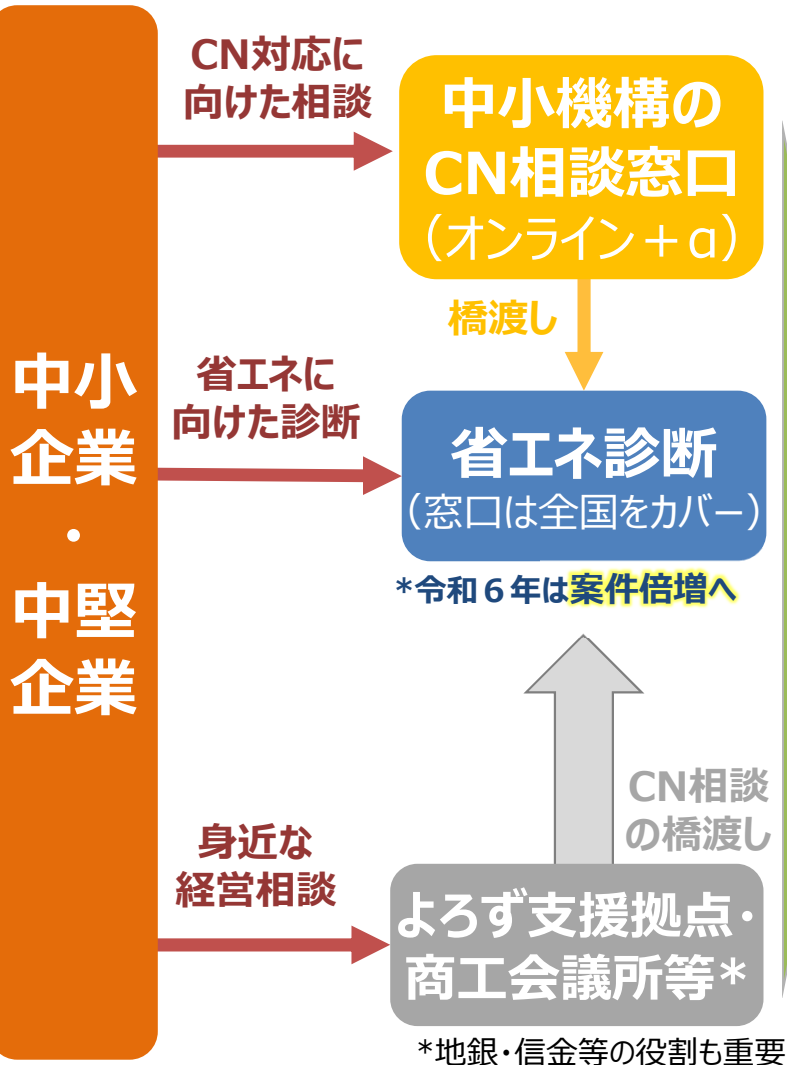 中小
企業
・
中堅
企業
CN対応に
向けた相談
中小機構の
CN相談窓口
（オンライン＋α）
橋渡し
省エネに
向けた診断
省エネ診断
（窓口は全国をカバー）
*令和６年は案件倍増へ
CN相談
の橋渡し
身近な
経営相談
よろず支援拠点・
商工会議所等*
*地銀・信金等の役割も重要